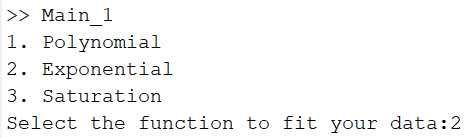 >> Main_1
1. Polynomial
2. Exponential
3. Saturation
Select the function to fit your data:2